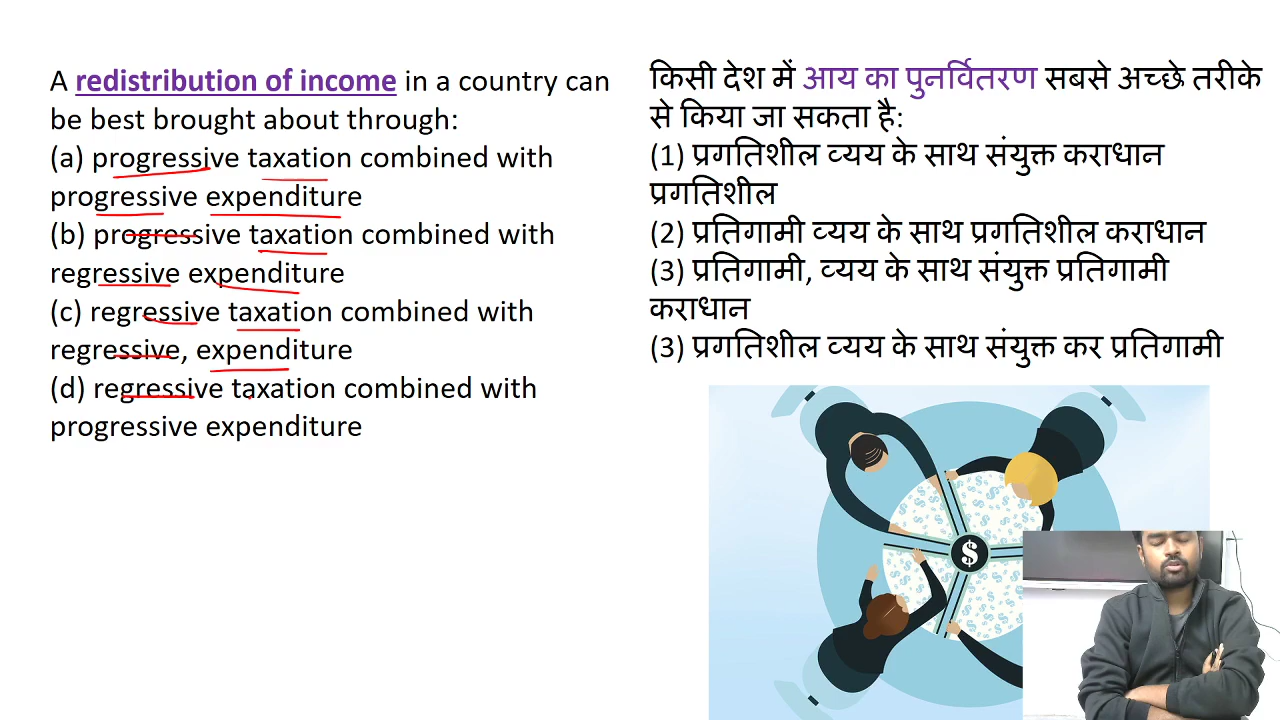 A redistribution of income in a country can
be best brought about through:
(a) progressive taxation combined with
progressive expenditure
(b) progressive taxation combined with
regressive expenditure
(c) regressive taxation combined with
regressive, expenditure
(d) regressive taxation combined with
progressive expenditure
किसी देश में आय का पुनर्वितरण सबसे अच्छे तरीके
से किया जा सकता है:
(1) प्रगतिशील व्यय के साथ संयुक्त कराधान
प्रगतिशील
(2) प्रतिगामी व्यय के साथ प्रगतिशील कराधान
(3) प्रतिगामी, व्यय के साथ संयुक्त प्रतिगामी
कराधान
(3) प्रगतिशील व्यय के साथ संयुक्त कर प्रतिगामी
$